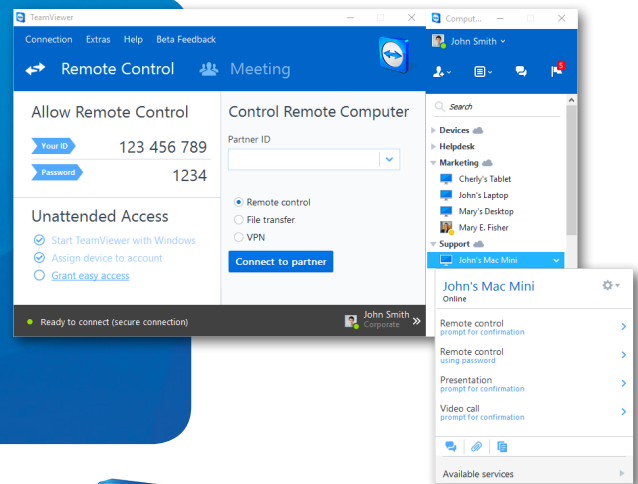 TeamViewer
Connection Extras Help Beta Feedback
Remote Control Meeting
Allow Remote Control
Your ID 123 456 789
Password 1234
Unattended Access
Start TeamViewer with Windows
Assign device to account
Grant easy access
Control Remote Computer
Partner ID
Remote control
File transfer
VPN
Connect to partner
Ready to connect (secure connection)
John Smith
Corporate
Comput...
John Smith
5
Search
Devices
Helpdesk
Marketing
Cherly's Tablet
John's Laptop
Mary's Desktop
Mary E. Fisher
Support
John's Mac Mini
John's Mac Mini
Online
Remote control
prompt for confirmation
Remote control
using password
Presentation
prompt for confirmation
Video call
prompt for confirmation
Available services